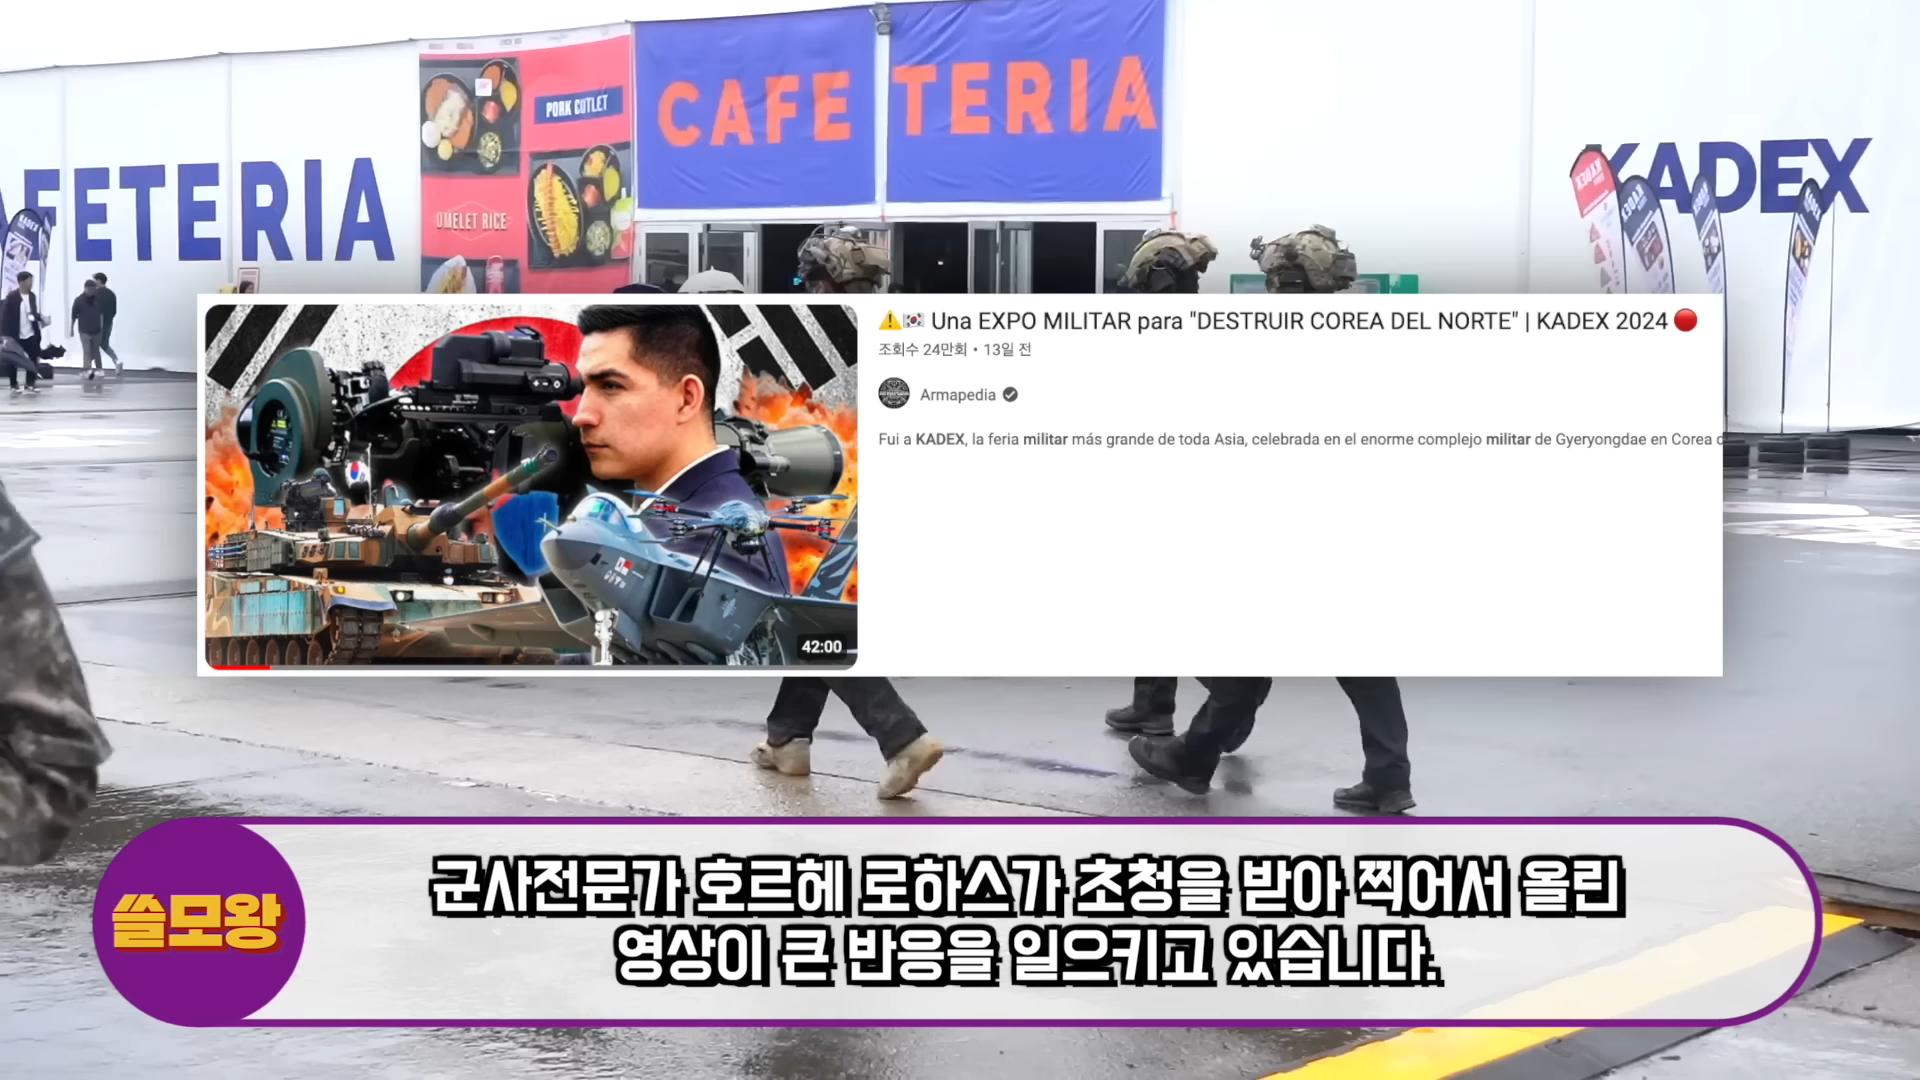 CAFE TERIA
PORK CUTLET
OMELET RICE
FETERIA
KADEX
KADEX
KADEX
⚠️🇰🇷 Una EXPO MILITAR para "DESTRUIR COREA DEL NORTE" | KADEX 2024 🔴
조회수 24만회 • 13일 전
Armapedia
Fui a KADEX, la feria militar más grande de toda Asia, celebrada en el enorme complejo militar de Gyeryongdae en Corea
42:00
쓸모왕
군사전문가 호르헤 로하스가 초청을 받아 찍어서 올린
영상이 큰 반응을 일으키고 있습니다.